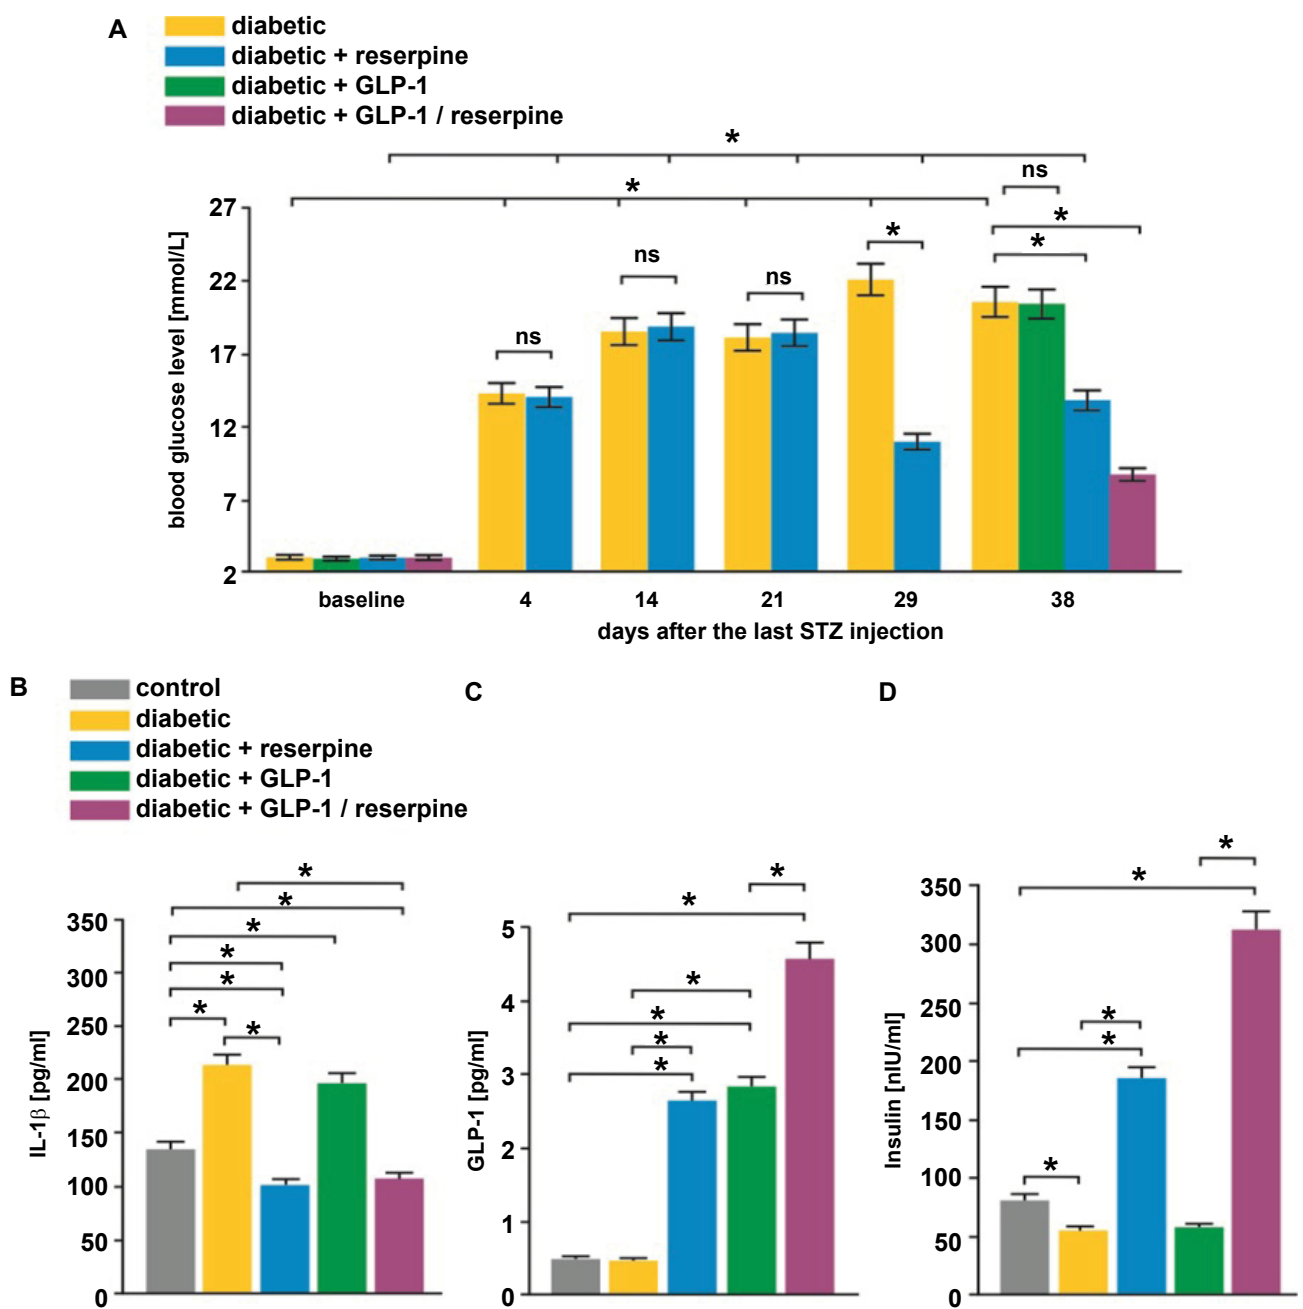 A
diabetic
diabetic + reserpine
diabetic + GLP-1
diabetic + GLP-1 / reserpine
*
ns
*
*
*
*
ns
ns
ns
27
22
17
12
7
2
blood glucose level [mmol/L]
baseline 4 14 21 29 38
days after the last STZ injection
B
control
diabetic
diabetic + reserpine
diabetic + GLP-1
diabetic + GLP-1 / reserpine
*
*
*
*
*
*
*
350
300
250
200
150
100
50
0
IL-1β [pg/ml]
C
*
*
*
*
*
*
5
4
3
2
1
0
GLP-1 [pg/ml]
D
*
*
*
*
*
350
300
250
200
150
100
50
0
Insulin [nIU/ml]